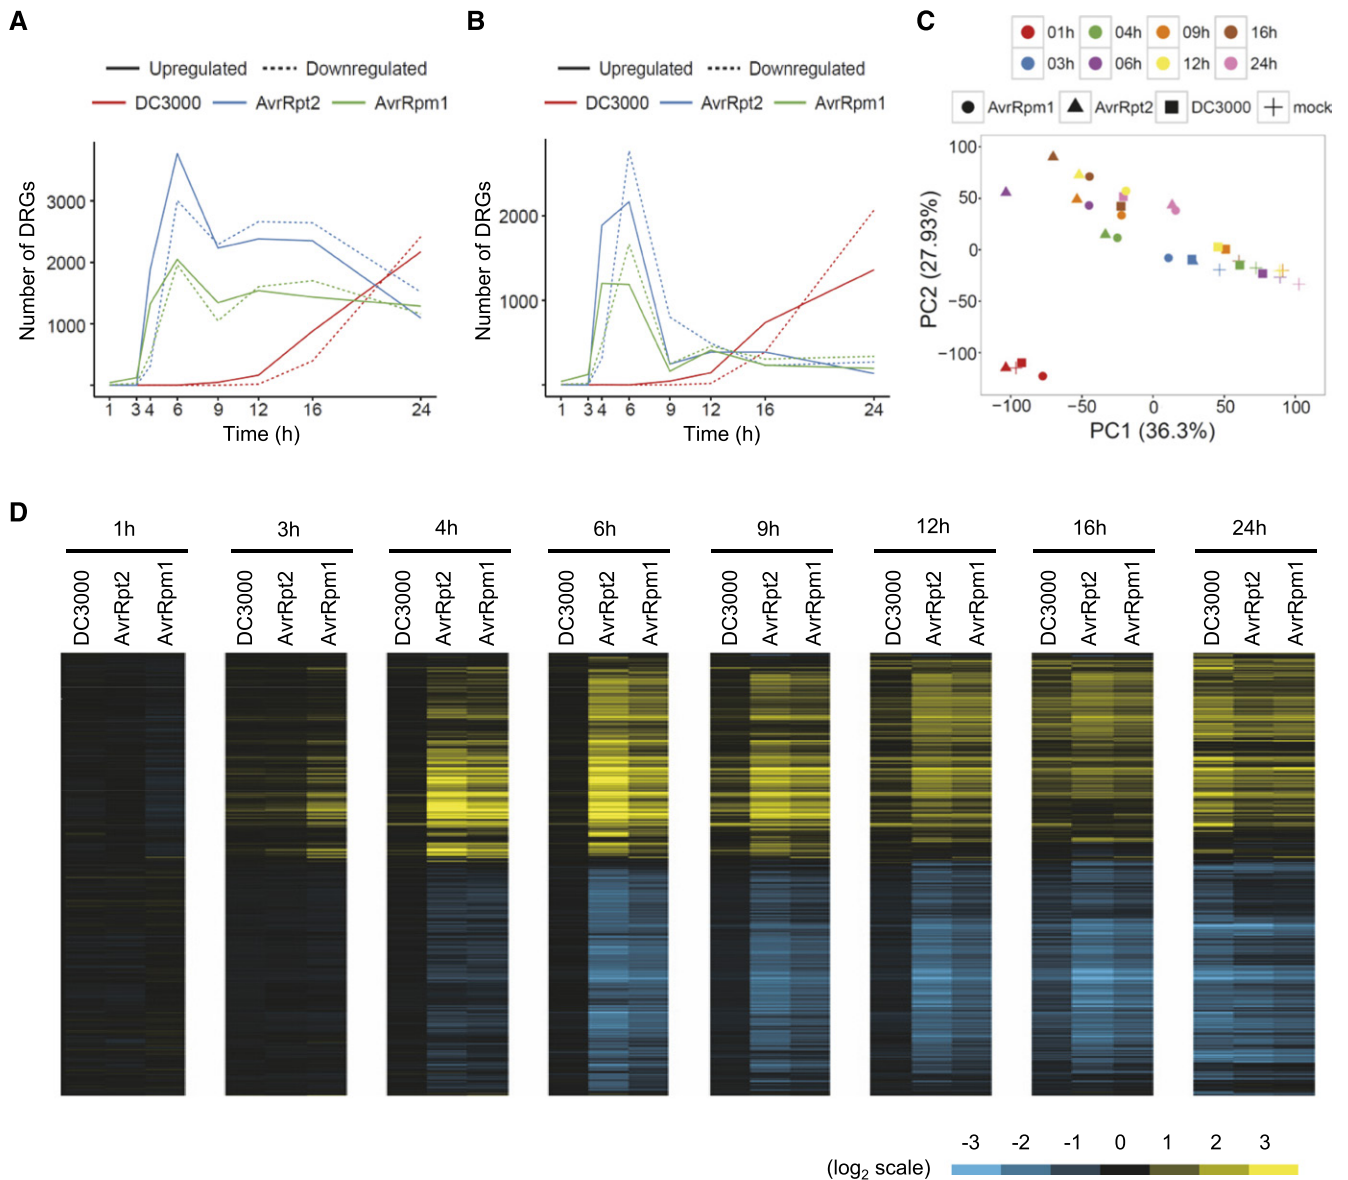 A
Upregulated Downregulated
DC3000 AvrRpt2 AvrRpm1
Number of DRGs
3000
2000
1000
1 3 4 6 9 12 16 24
Time (h)
B
Upregulated Downregulated
DC3000 AvrRpt2 AvrRpm1
Number of DRGs
2000
1000
1 3 4 6 9 12 16 24
Time (h)
C
01h 04h 09h 16h
03h 06h 12h 24h
AvrRpm1 AvrRpt2 DC3000 mock
PC2 (27.93%)
100
50
0
−50
−100
−100 −50 0 50 100
PC1 (36.3%)
D
1h 3h 4h 6h 9h 12h 16h 24h
DC3000 AvrRpt2 AvrRpm1 DC3000 AvrRpt2 AvrRpm1 DC3000 AvrRpt2 AvrRpm1 DC3000 AvrRpt2 AvrRpm1 DC3000 AvrRpt2 AvrRpm1 DC3000 AvrRpt2 AvrRpm1 DC3000 AvrRpt2 AvrRpm1 DC3000 AvrRpt2 AvrRpm1
-3 -2 -1 0 1 2 3
(log2 scale)